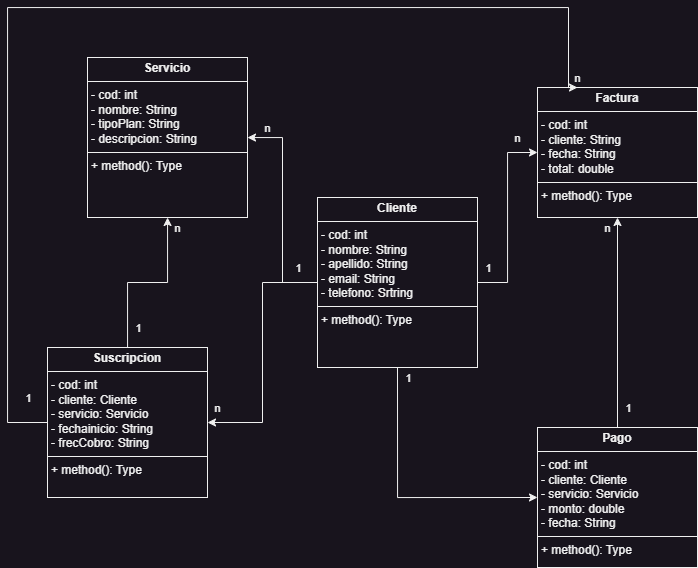 Servicio
- cod: int
- nombre: String
- tipoPlan: String
- descripcion: String
+ method(): Type
n
n
Factura
- cod: int
- cliente: String
- fecha: String
- total: double
+ method(): Type
n
n
n
Cliente
- cod: int
- nombre: String
- apellido: String
- email: String
- telefono: Srtring
+ method(): Type
1
1
1
Suscripcion
- cod: int
- cliente: Cliente
- servicio: Servicio
- fechainicio: String
- frecCobro: String
+ method(): Type
1
1
n
Pago
- cod: int
- cliente: Cliente
- servicio: Servicio
- monto: double
- fecha: String
+ method(): Type
1